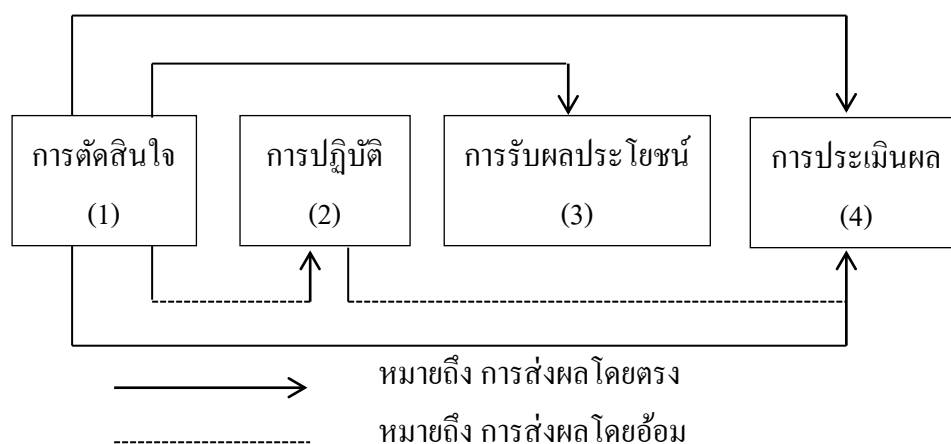 การตัดสินใจ
(1)
การปฏิบัติ
(2)
การรับผลประโยชน์
(3)
การประเมินผล
(4)
หมายถึง การส่งผลโดยตรง
หมายถึง การส่งผลโดยอ้อม